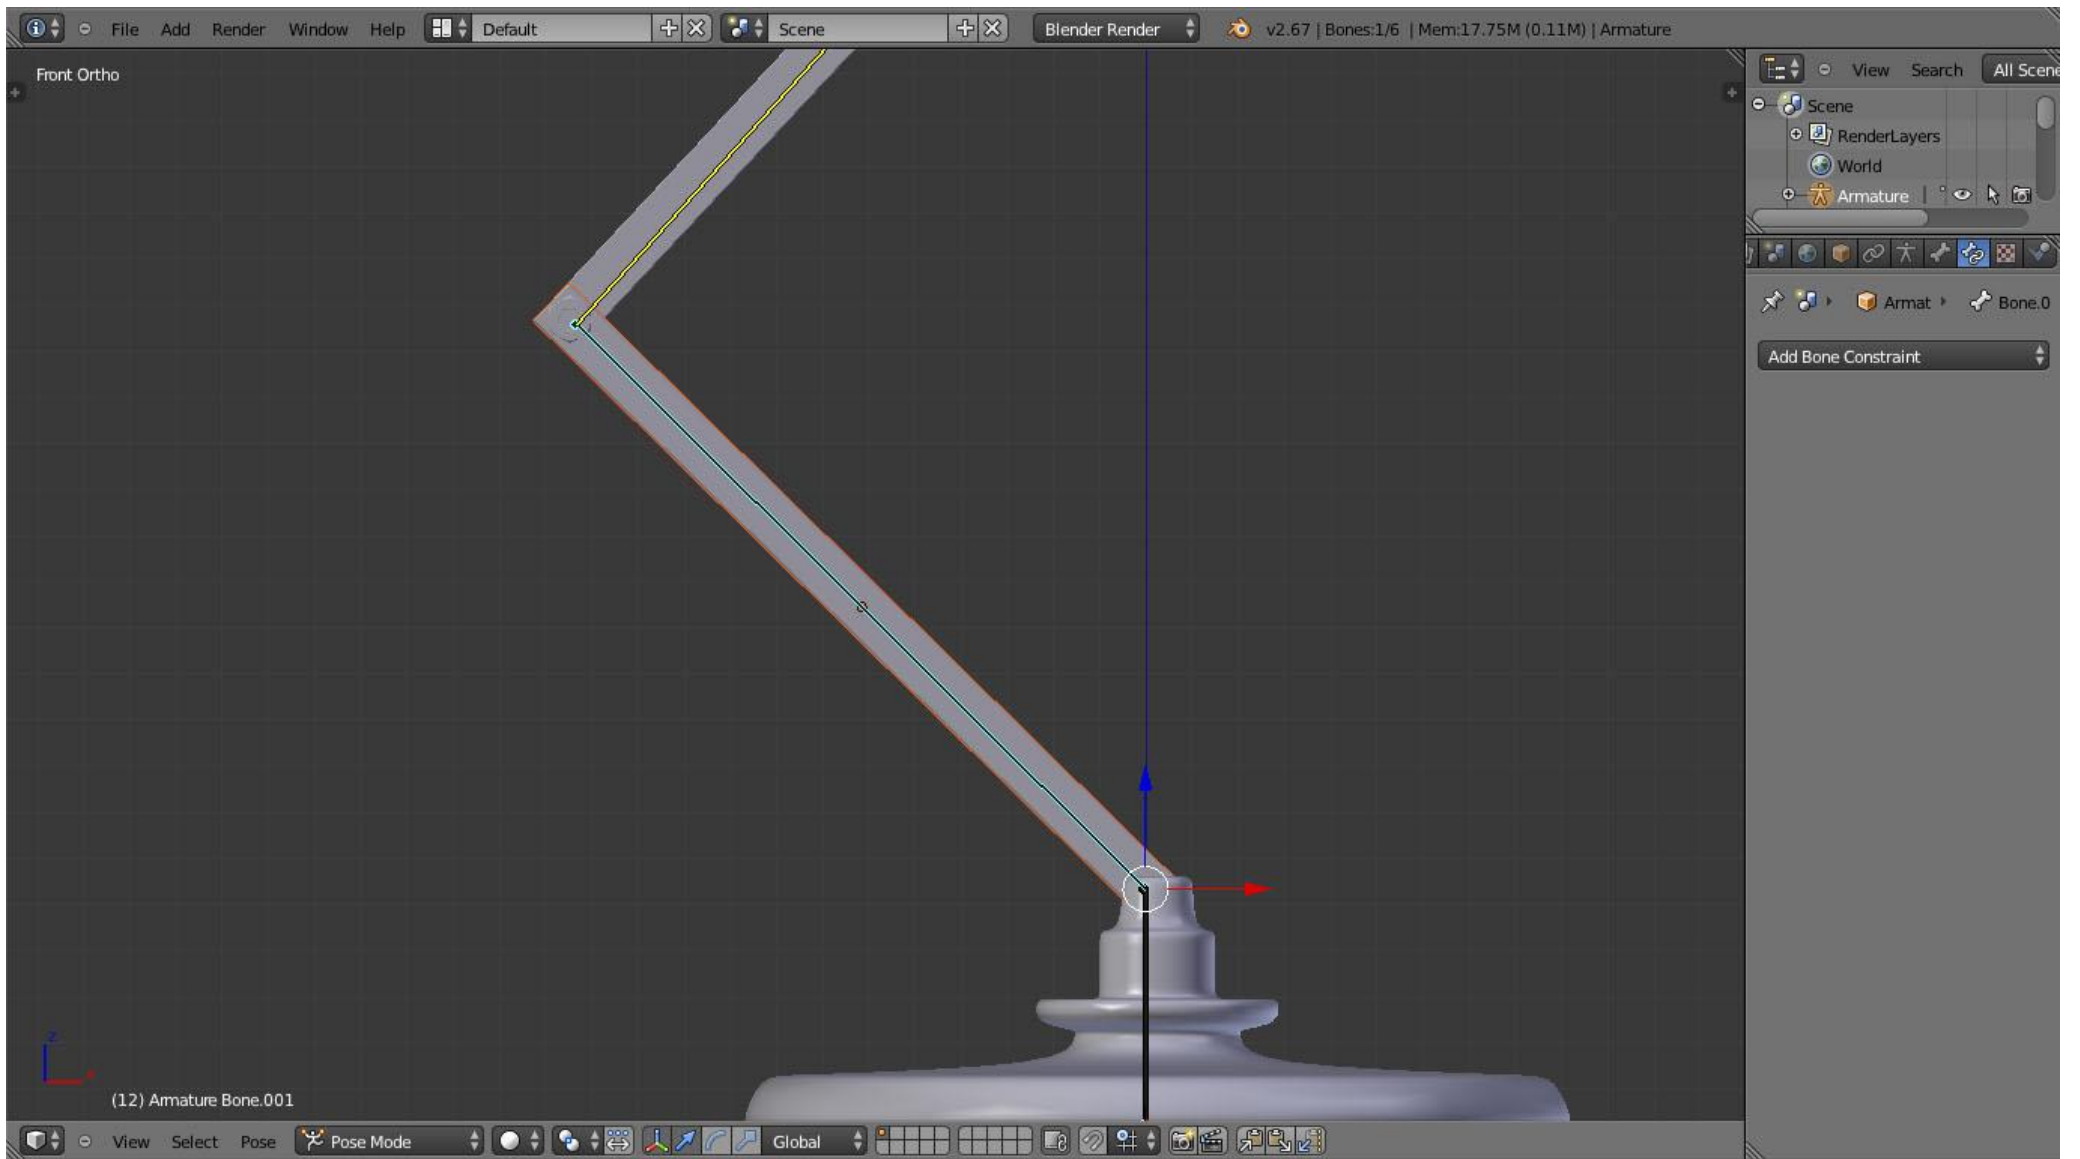 File Add Render Window Help Default Scene Blender Render v2.67 | Bones:1/6 | Mem:17.75M (0.11M) | Armature
Front Ortho
View Search All Scene
Scene
RenderLayers
World
Armature
Armat Bone.0
Add Bone Constraint
z
x
(12) Armature Bone.001
View Select Pose Pose Mode Global